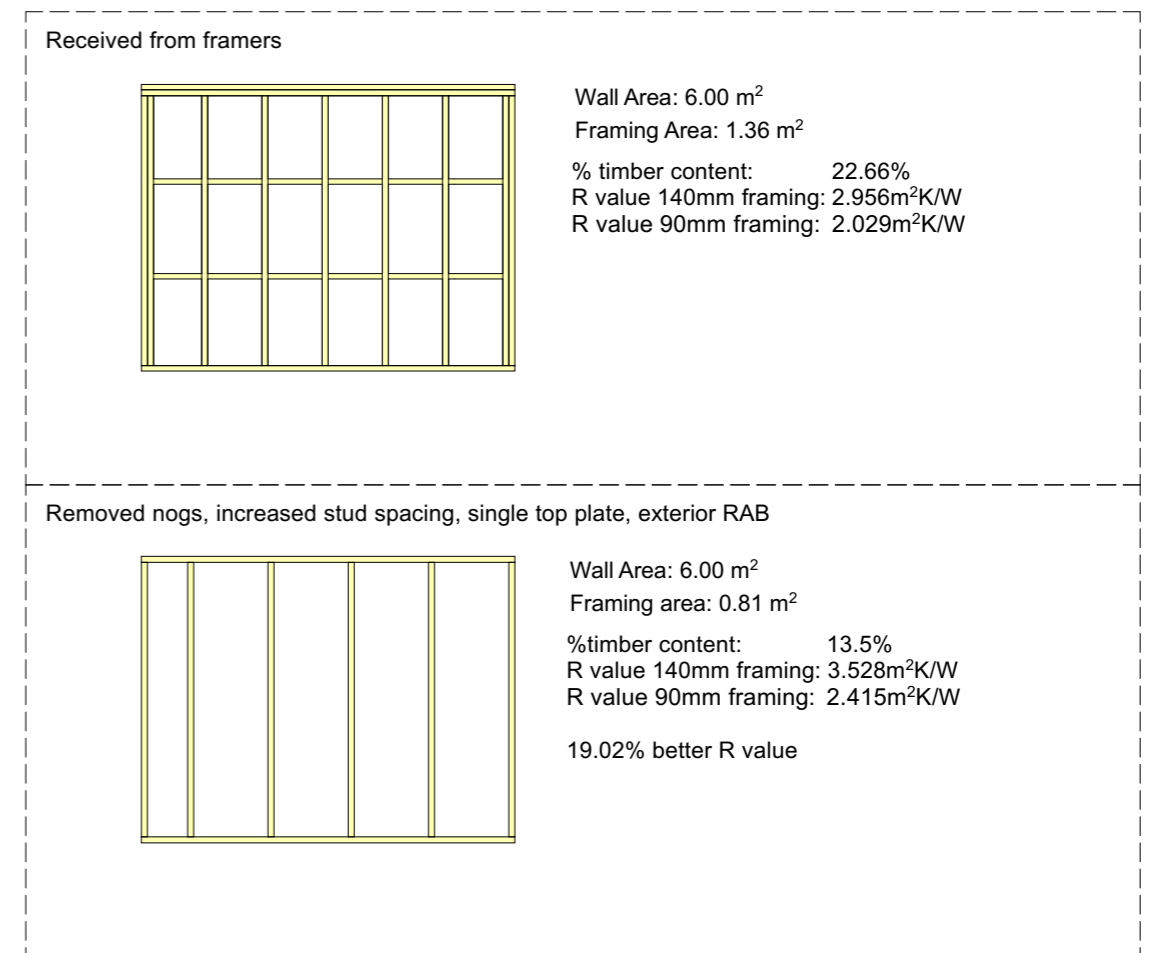 Received from framers
Wall Area: 6.00 m²
Framing Area: 1.36 m²
% timber content: 22.66%
R value 140mm framing: 2.956m²K/W
R value 90mm framing: 2.029m²K/W
Removed nogs, increased stud spacing, single top plate, exterior RAB
Wall Area: 6.00 m²
Framing area: 0.81 m²
%timber content: 13.5%
R value 140mm framing: 3.528m²K/W
R value 90mm framing: 2.415m²K/W
19.02% better R value